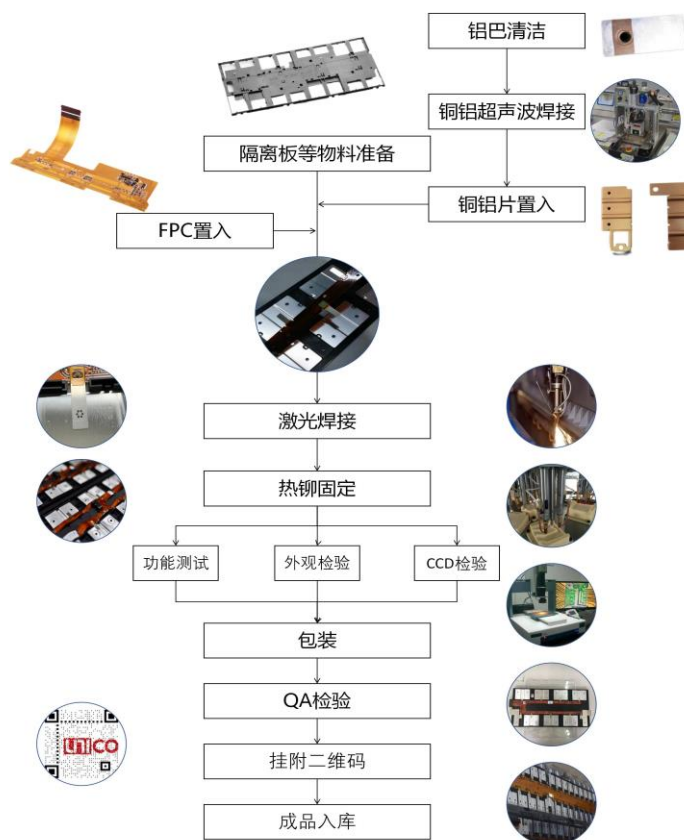 铝巴清洁
铜铝超声波焊接
隔离板等物料准备
铜铝片置入
FPC置入
激光焊接
热铆固定
功能测试
外观检验
CCD检验
包装
QA检验
UNICO
挂附二维码
成品入库